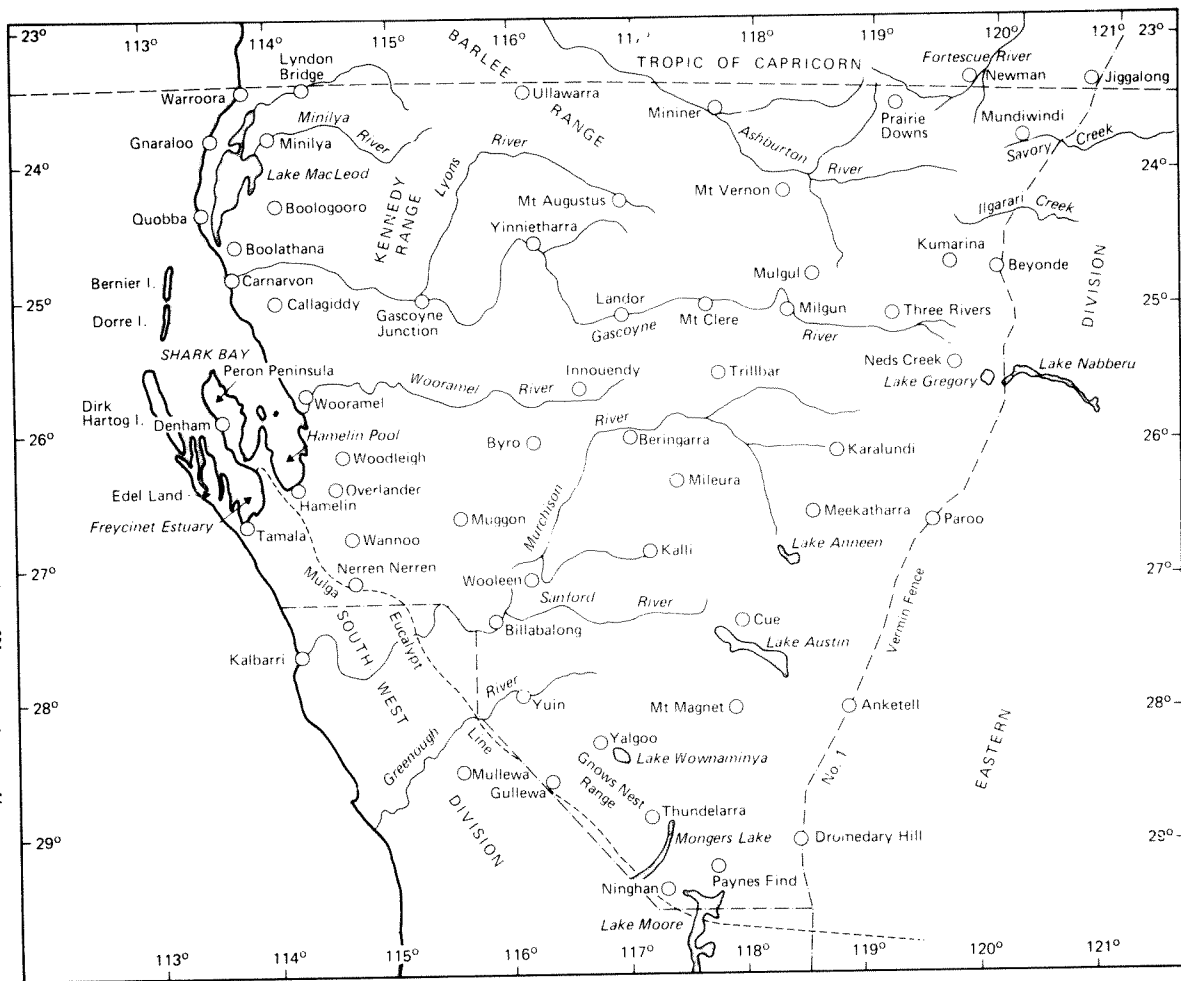 23°
113°
114°
115°
116°
117°
118°
119°
120°
121°
23°
BARLEE
RANGE
TROPIC OF CAPRICORN
Fortescue River
Lyndon
Bridge
Warroora
Ullawarra
Newman
Jiggalong
Mininer
Prairie
Downs
Mundiwindi
Minilya
River
Gnaraloo
Minilya
Ashburton
River
Savory Creek
24°
24°
Lake MacLeod
Lyons
River
Mt Augustus
Mt Vernon
Ilgarari Creek
Quobba
Boologooro
KENNEDY
RANGE
Yinnietharra
Kumarina
Boolathana
Beyonde
Bernier I.
Carnarvon
Mulgul
DIVISION
25°
25°
Dorre I.
Callagiddy
Gascoyne
Junction
Landor
Gascoyne
Mt Clere
Milgun
River
Three Rivers
SHARK BAY
Peron Peninsula
Neds Creek
Lake Gregory
Lake Nabberu
Wooramel
River
Innouendy
Trillbar
Wooramel
Dirk
Hartog I.
Denham
26°
26°
Hamelin Pool
Byro
River
Beringarra
Karalundi
Woodleigh
Edel Land
Overlander
Hamelin
Mileura
Freycinet Estuary
Muggon
Murchison
Meekatharra
Paroo
Tamala
Wannoo
Kalli
Lake Anneen
27°
27°
Nerren Nerren
Mulga
Wooleen
Sanford
River
Eucalypt
Line
SOUTH
WEST
DIVISION
Billabalong
Cue
Lake Austin
Vermin Fence
No. 1
Kalbarri
28°
28°
River
Yuin
Mt Magnet
Anketell
EASTERN
Greenough
Yalgoo
Lake Wownaminya
Mullewa
Gullewa
Gnows Nest
Range
Thundelarra
29°
29°
Mongers Lake
Dromedary Hill
Ninghan
Paynes Find
Lake Moore
113°
114°
115°
116°
117°
118°
119°
120°
121°